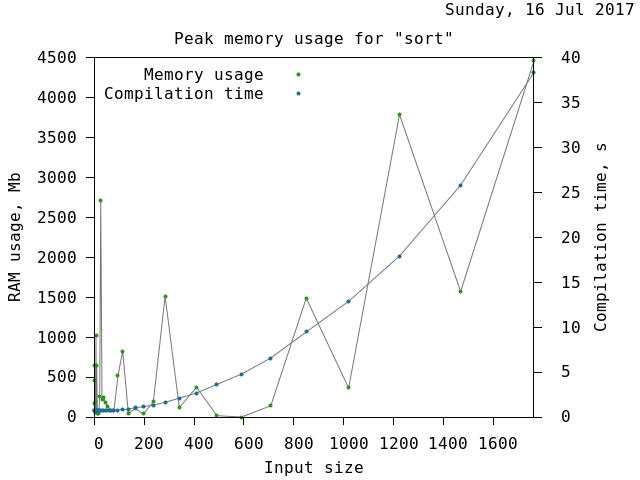 Sunday, 16 Jul 2017
Peak memory usage for "sort"
Memory usage
Compilation time
RAM usage, Mb
4500
4000
3500
3000
2500
2000
1500
1000
500
0
40
35
30
25
20
15
10
5
0
Compilation time, s
0 200 400 600 800 1000 1200 1400 1600
Input size